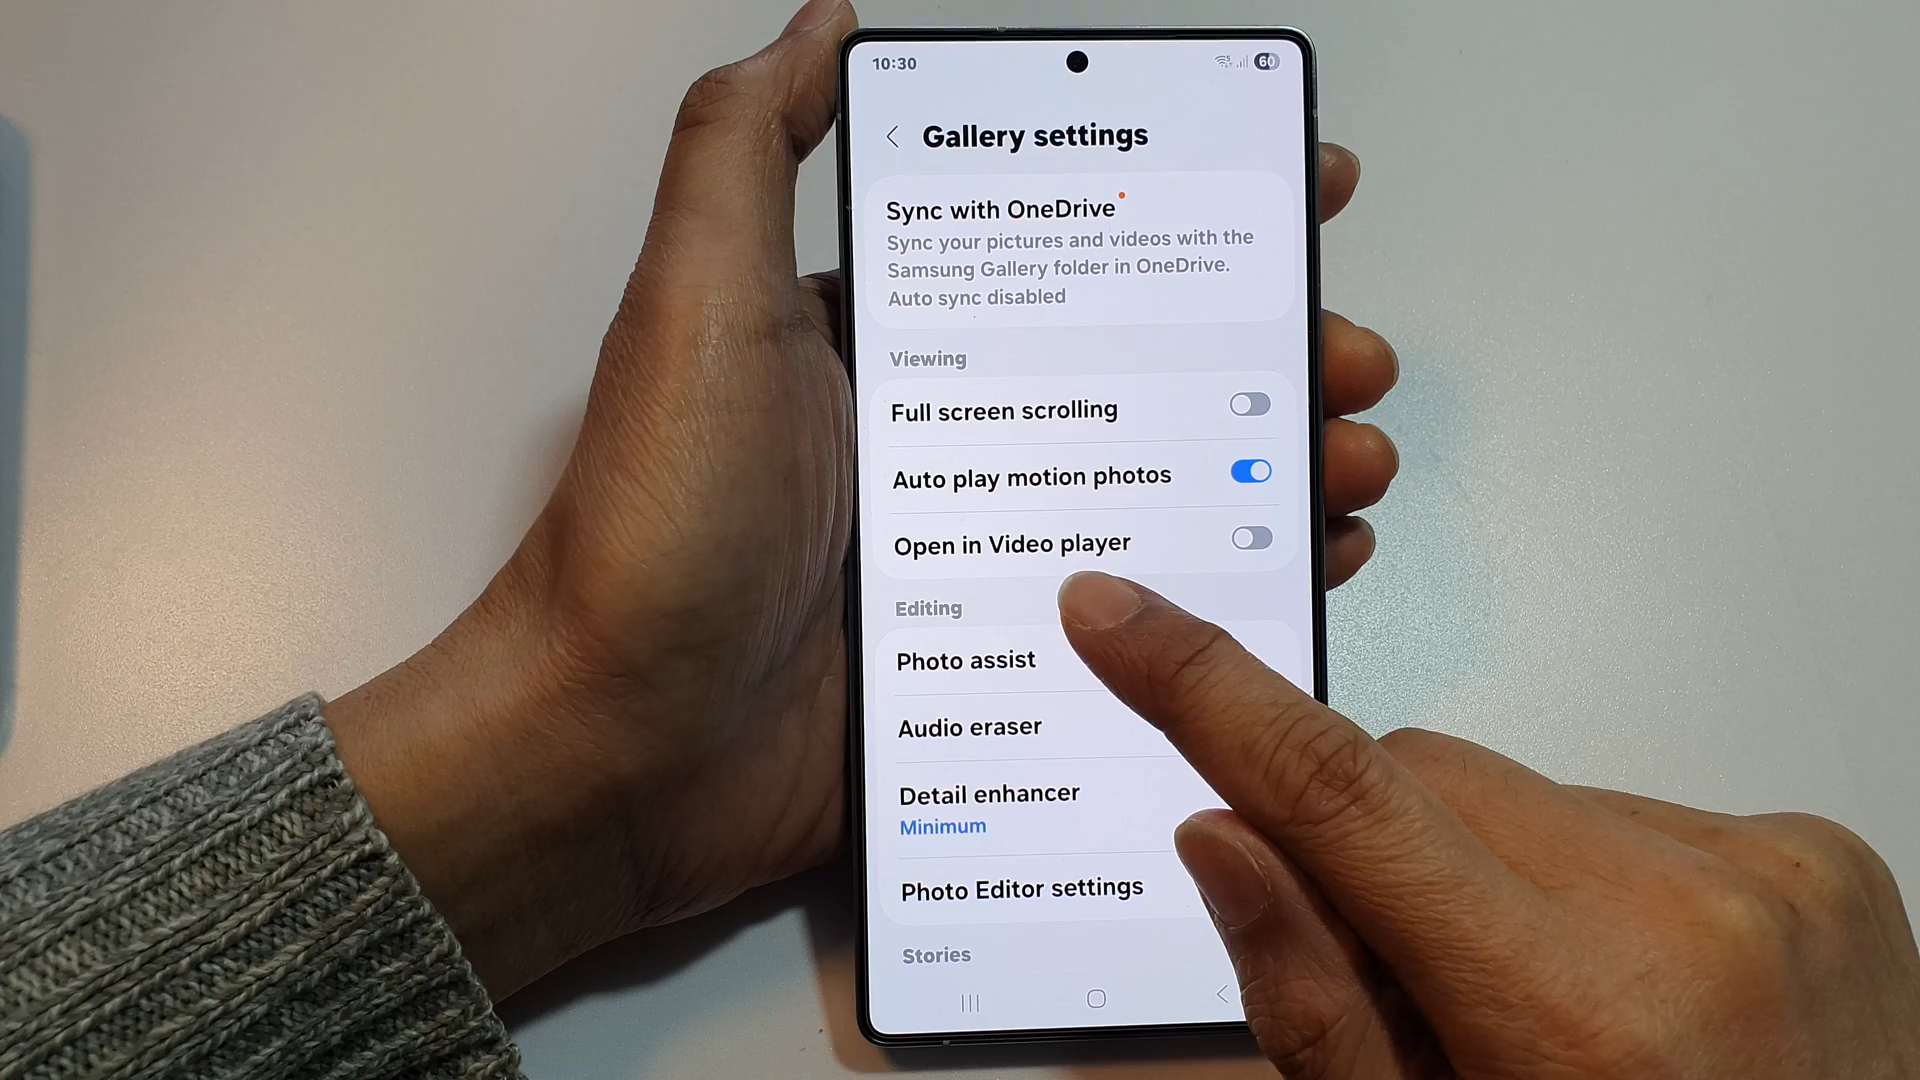 10:30
60
Gallery settings
Sync with OneDrive
Sync your pictures and videos with the
Samsung Gallery folder in OneDrive.
Auto sync disabled
Viewing
Full screen scrolling
Auto play motion photos
Open in Video player
Editing
Photo assist
Audio eraser
Detail enhancer
Minimum
Photo Editor settings
Stories